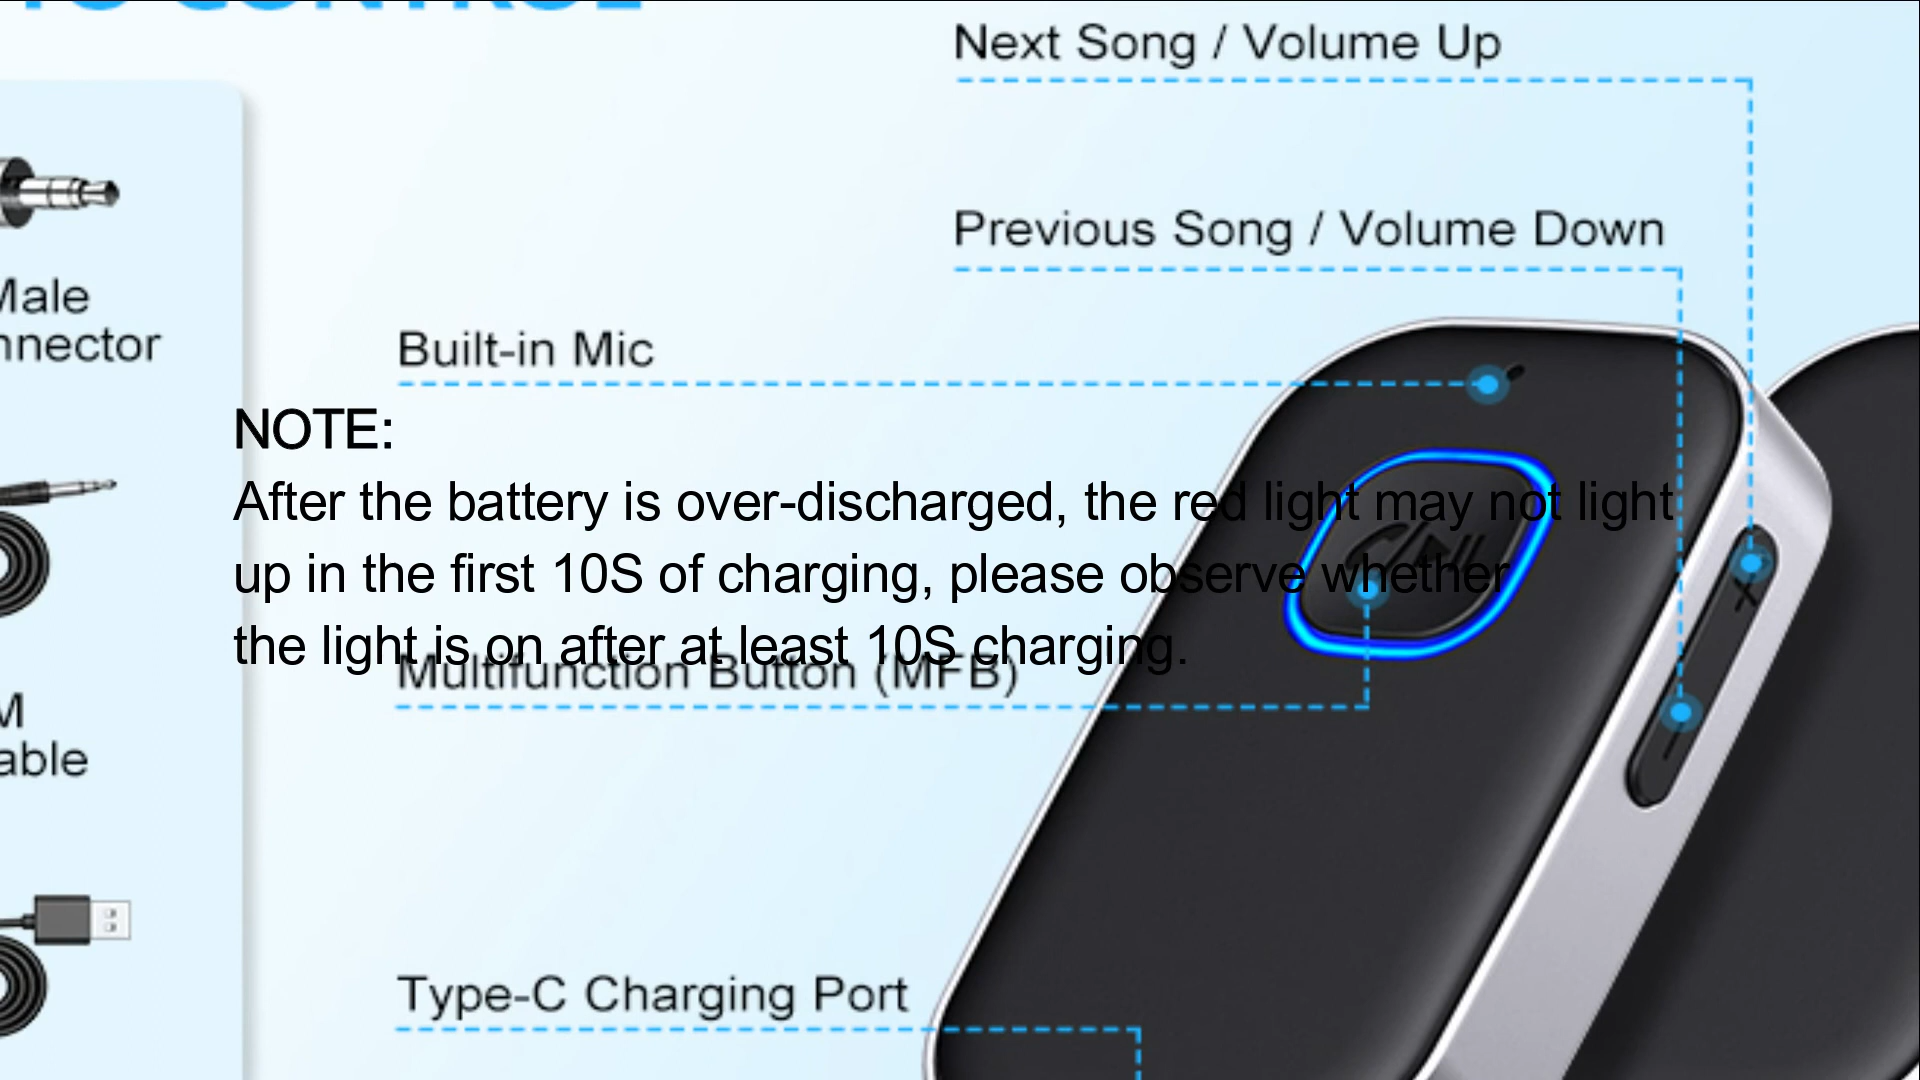 Next Song / Volume Up
Previous Song / Volume Down
Male
nnector
Built-in Mic
NOTE:
After the battery is over-discharged, the red light may not light
up in the first 10S of charging, please observe whether
the light is on after at least 10S charging.
Multifunction Button (MFB)
M
able
Type-C Charging Port